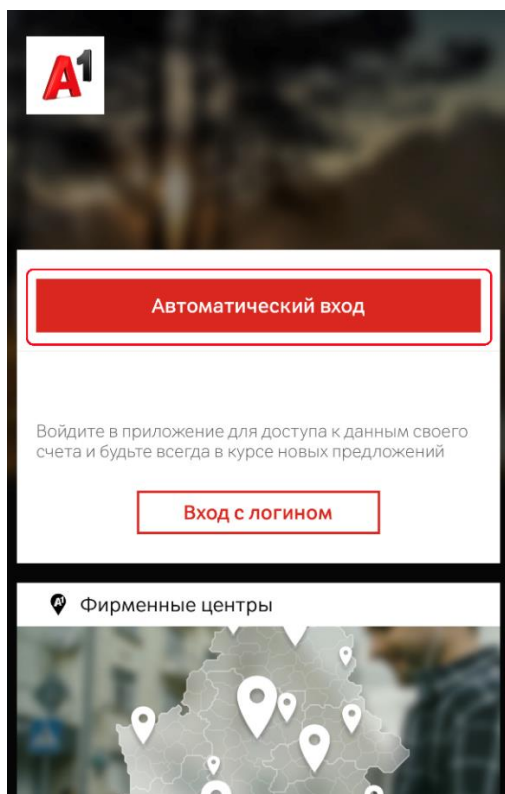 A1
Автоматический вход
Войдите в приложение для доступа к данным своего
счета и будьте всегда в курсе новых предложений
Вход с логином
A1 Фирменные центры